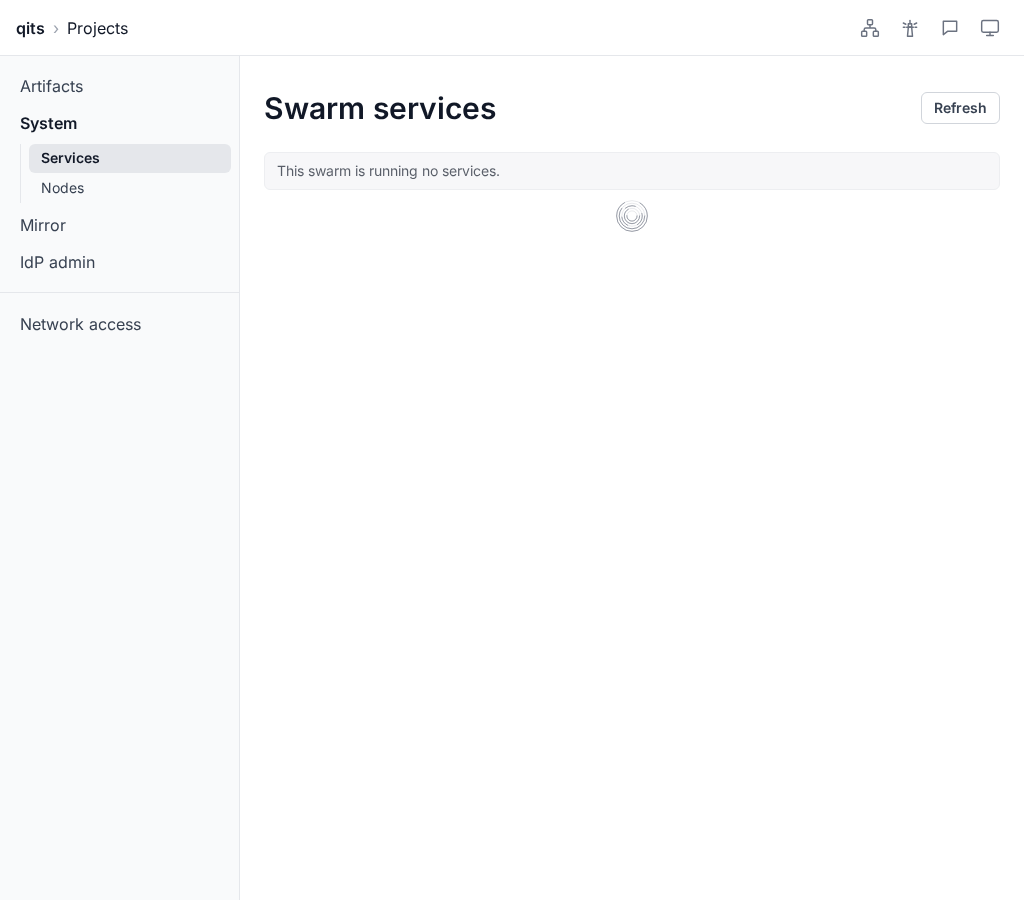 qits › Projects
Artifacts
System
Services
Nodes
Mirror
IdP admin
Network access
Swarm services
Refresh
This swarm is running no services.